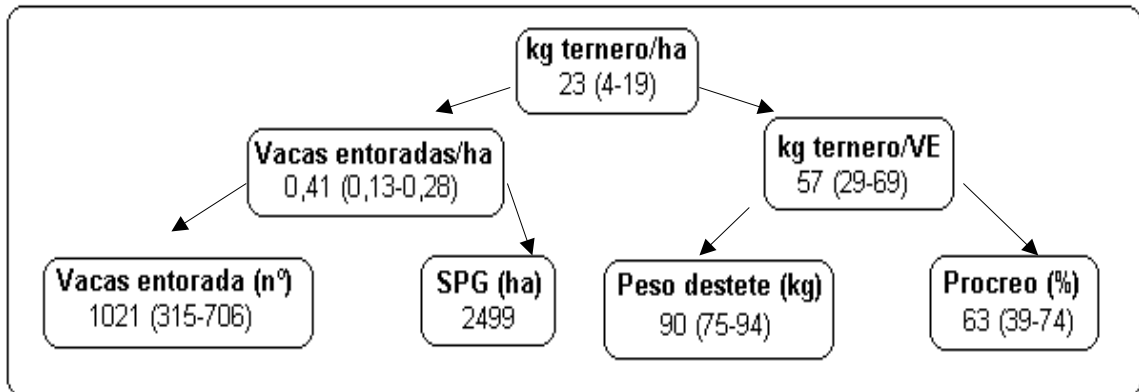 kg ternero/ha
23 (4-19)
Vacas entoradas/ha
0,41 (0,13-0,28)
kg ternero/VE
57 (29-69)
Vacas entorada (nº)
1021 (315-706)
SPG (ha)
2499
Peso destete (kg)
90 (75-94)
Procreo (%)
63 (39-74)